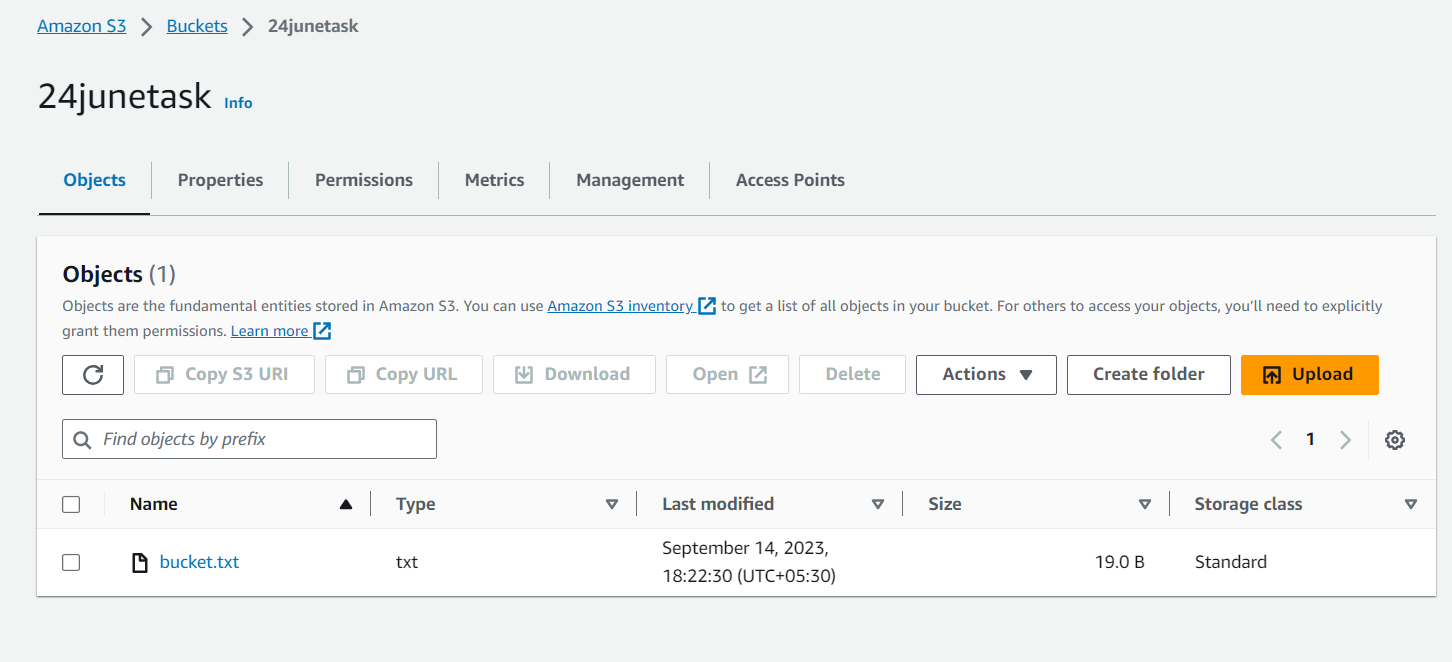 Amazon S3 > Buckets > 24junetask
24junetask Info
Objects Properties Permissions Metrics Management Access Points
Objects (1)
Objects are the fundamental entities stored in Amazon S3. You can use Amazon S3 inventory to get a list of all objects in your bucket. For others to access your objects, you’ll need to explicitly
grant them permissions. Learn more
Copy S3 URI Copy URL Download Open Delete Actions Create folder Upload
Find objects by prefix 1
Name Type Last modified Size Storage class
bucket.txt txt September 14, 2023, 19.0 B Standard
18:22:30 (UTC+05:30)